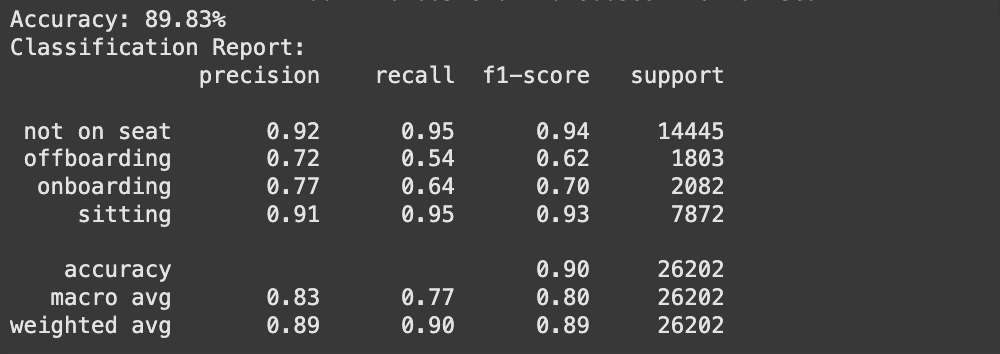 Accuracy: 89.83%
Classification Report:
precision recall f1-score support
not on seat 0.92 0.95 0.94 14445
offboarding 0.72 0.54 0.62 1803
onboarding 0.77 0.64 0.70 2082
sitting 0.91 0.95 0.93 7872
accuracy 0.90 26202
macro avg 0.83 0.77 0.80 26202
weighted avg 0.89 0.90 0.89 26202